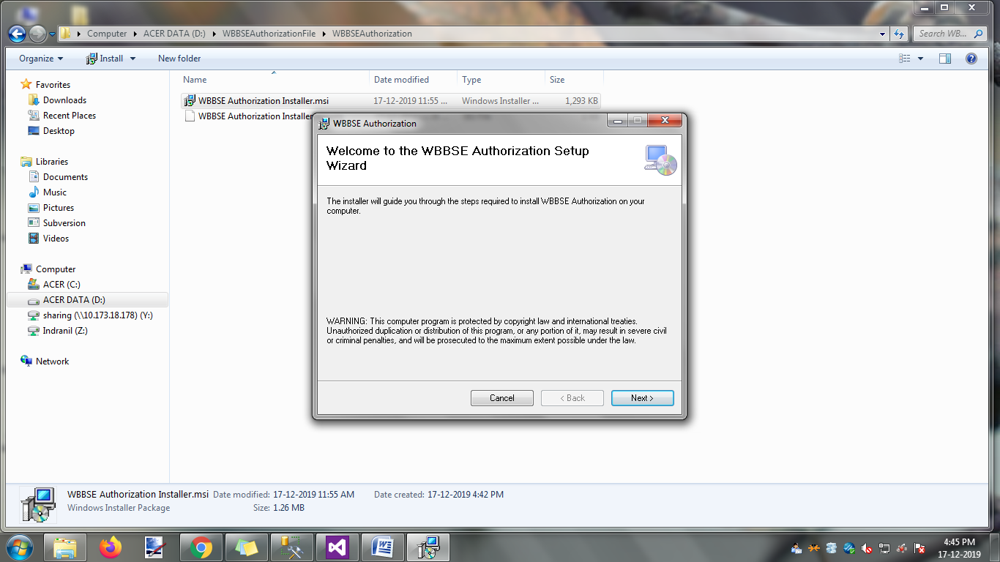 Computer ▸ ACER DATA (D:) ▸ WBBSEAuthorizationFile ▸ WBBSEAuthorization
Search WB...
Organize Install New folder
Name Date modified Type Size
WBBSE Authorization Installer.msi 17-12-2019 11:55 ... Windows Installer ... 1,293 KB
WBBSE Authorization Installer
Favorites
Downloads
Recent Places
Desktop
Libraries
Documents
Music
Pictures
Subversion
Videos
Computer
ACER (C:)
ACER DATA (D:)
sharing (\\10.173.18.178) (Y:)
Indranil (Z:)
Network
WBBSE Authorization
Welcome to the WBBSE Authorization Setup
Wizard
The installer will guide you through the steps required to install WBBSE Authorization on your
computer.
WARNING: This computer program is protected by copyright law and international treaties.
Unauthorized duplication or distribution of this program, or any portion of it, may result in severe civil
or criminal penalties, and will be prosecuted to the maximum extent possible under the law.
Cancel < Back Next >
WBBSE Authorization Installer.msi Date modified: 17-12-2019 11:55 AM Date created: 17-12-2019 4:42 PM
Windows Installer Package Size: 1.26 MB
4:45 PM
17-12-2019